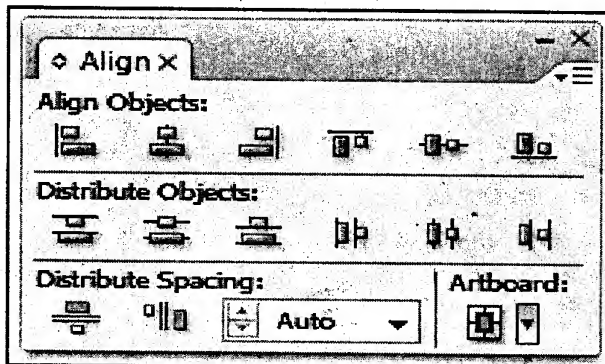 Align
Align Objects:
Distribute Objects:
Distribute Spacing: Artboard:
Auto